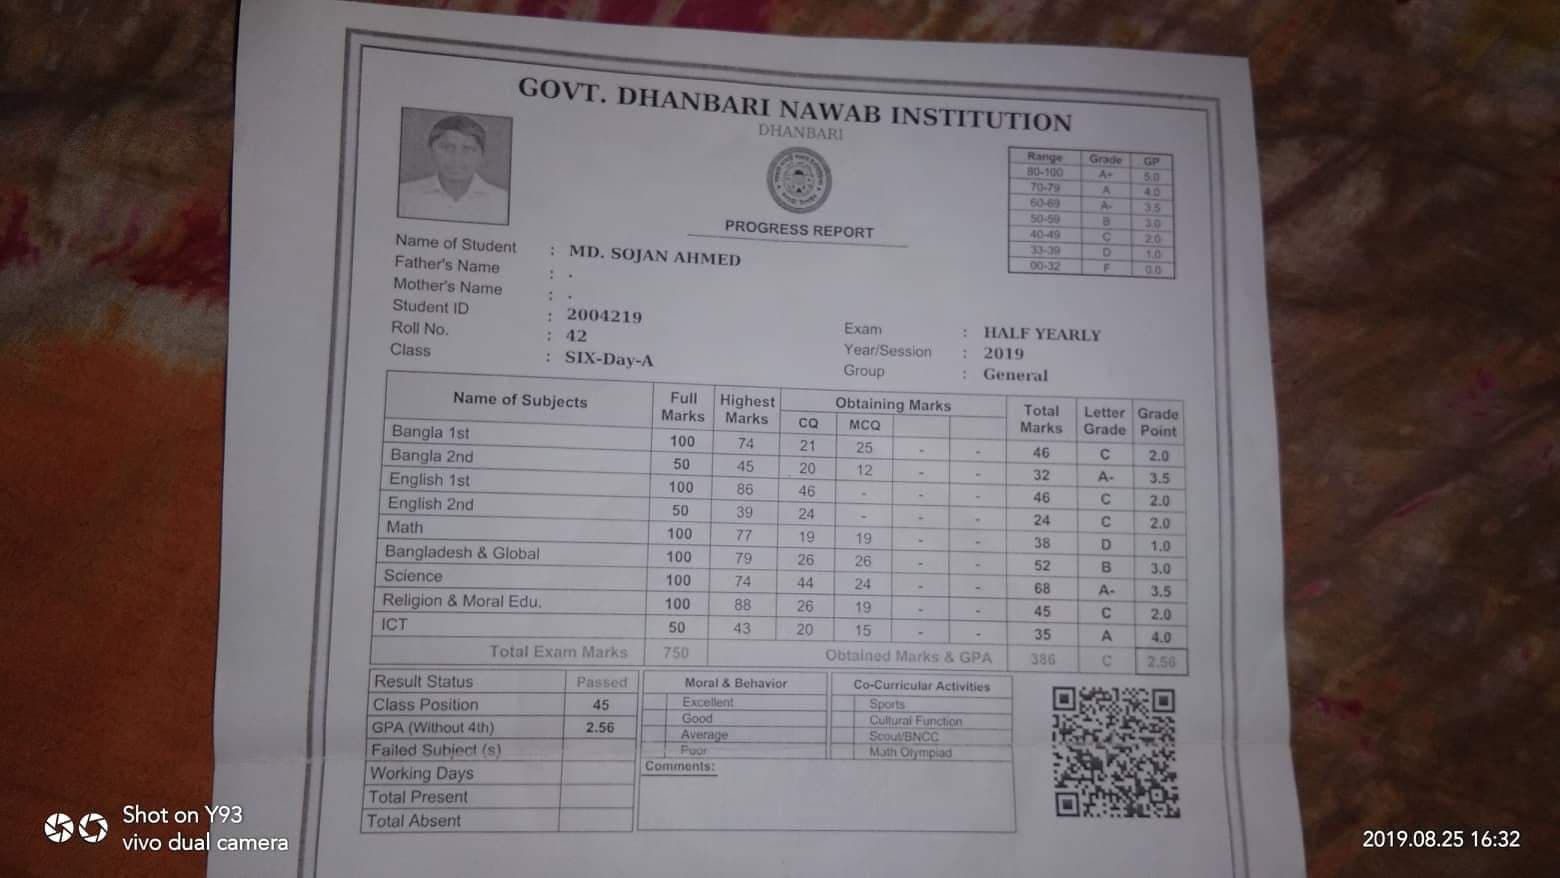 GOVT. DHANBARI NAWAB INSTITUTION
DHANBARI
PROGRESS REPORT
Range Grade GP
80-100 A+ 5.0
70-79 A 4.0
60-69 A- 3.5
50-59 B 3.0
40-49 C 2.0
33-39 D 1.0
00-32 F 0.0
Name of Student : MD. SOJAN AHMED
Father's Name : .
Mother's Name : .
Student ID : 2004219
Roll No. : 42
Class : SIX-Day-A
Exam : HALF YEARLY
Year/Session : 2019
Group : General
Name of Subjects Full Marks Highest Marks Obtaining Marks Total Marks Letter Grade Grade Point
CQ MCQ
Bangla 1st 100 74 21 25 - - 46 C 2.0
Bangla 2nd 50 45 20 12 - - 32 A- 3.5
English 1st 100 86 46 - - - 46 C 2.0
English 2nd 50 39 24 - - - 24 C 2.0
Math 100 77 19 19 - - 38 D 1.0
Bangladesh & Global 100 79 26 26 - - 52 B 3.0
Science 100 74 44 24 - - 68 A- 3.5
Religion & Moral Edu. 100 88 26 19 - - 45 C 2.0
ICT 50 43 20 15 - - 35 A 4.0
Total Exam Marks 750 Obtained Marks & GPA 386 C 2.56
Result Status Passed
Class Position 45
GPA (Without 4th) 2.56
Failed Subject (s)
Working Days
Total Present
Total Absent
Moral & Behavior
Excellent
Good
Average
Poor
Co-Curricular Activities
Sports
Cultural Function
Scout/BNCC
Math Olympiad
Comments:
Shot on Y93
vivo dual camera
2019.08.25 16:32